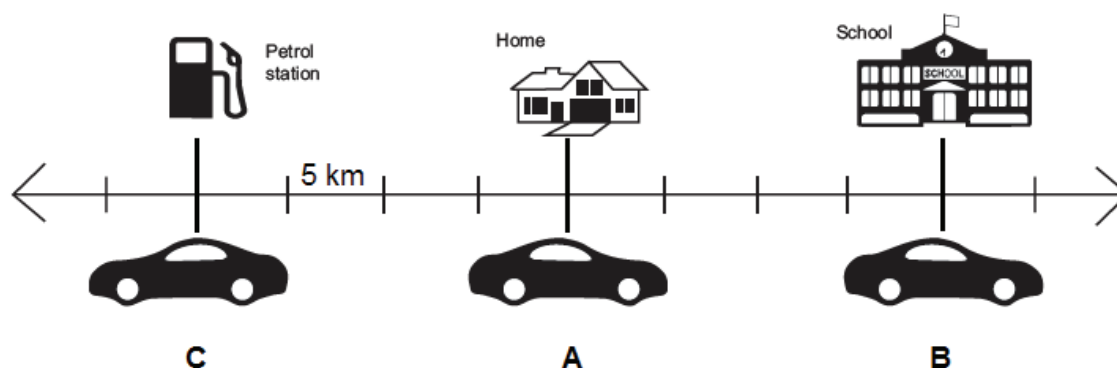 Petrol
station
Home
School
SCHOOL
5 km
C
A
B